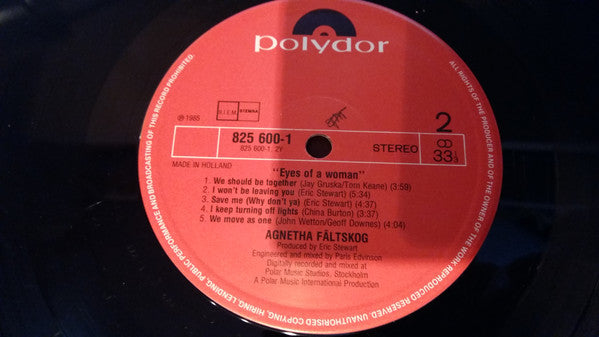 polydor
ALL RIGHTS OF THE PRODUCER AND OF THE OWNER OF THE WORK REPRODUCED RESERVED. UNAUTHORISED COPYING, HIRING, LENDING, PUBLIC PERFORMANCE AND BROADCASTING OF THIS RECORD PROHIBITED.
℗ 1985
B.I.E.M. STEMRA
2
825 600-1
825 600-1 2Y
STEREO
33⅓
MADE IN HOLLAND
"Eyes of a woman"
1. We should be together (Jay Gruska/Tom Keane) (3:59)
2. I won't be leaving you (Eric Stewart) (5:34)
3. Save me (Why don't ya) (Eric Stewart) (4:37)
4. I keep turning off lights (China Burton) (3:37)
5. We move as one (John Wetton/Geoff Downes) (4:04)
AGNETHA FÄLTSKOG
Produced by Eric Stewart
Engineered and mixed by Paris Edvinson
Digitally recorded and mixed at
Polar Music Studios, Stockholm
A Polar Music International Production